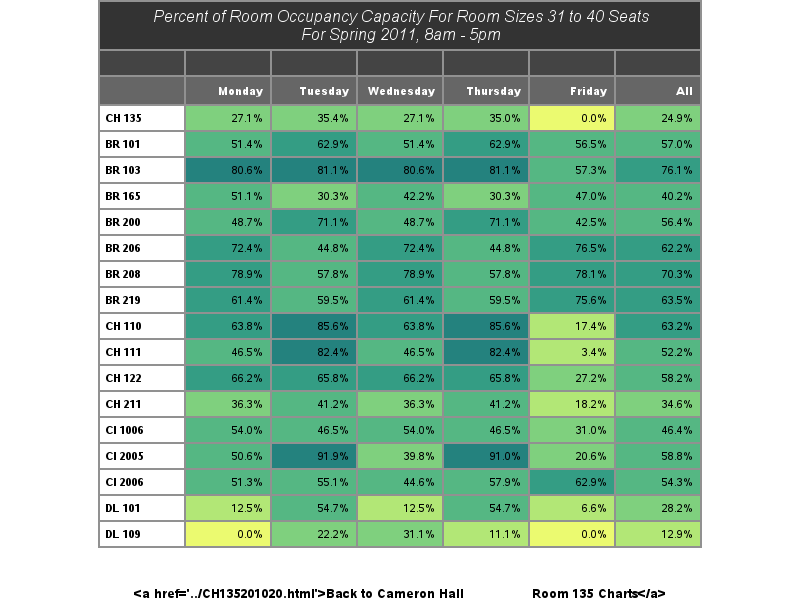 Percent of Room Occupancy Capacity For Room Sizes 31 to 40 Seats
For Spring 2011, 8am - 5pm
Monday Tuesday Wednesday Thursday Friday All
CH 135 27.1% 35.4% 27.1% 35.0% 0.0% 24.9%
BR 101 51.4% 62.9% 51.4% 62.9% 56.5% 57.0%
BR 103 80.6% 81.1% 80.6% 81.1% 57.3% 76.1%
BR 165 51.1% 30.3% 42.2% 30.3% 47.0% 40.2%
BR 200 48.7% 71.1% 48.7% 71.1% 42.5% 56.4%
BR 206 72.4% 44.8% 72.4% 44.8% 76.5% 62.2%
BR 208 78.9% 57.8% 78.9% 57.8% 78.1% 70.3%
BR 219 61.4% 59.5% 61.4% 59.5% 75.6% 63.5%
CH 110 63.8% 85.6% 63.8% 85.6% 17.4% 63.2%
CH 111 46.5% 82.4% 46.5% 82.4% 3.4% 52.2%
CH 122 66.2% 65.8% 66.2% 65.8% 27.2% 58.2%
CH 211 36.3% 41.2% 36.3% 41.2% 18.2% 34.6%
CI 1006 54.0% 46.5% 54.0% 46.5% 31.0% 46.4%
CI 2005 50.6% 91.9% 39.8% 91.0% 20.6% 58.8%
CI 2006 51.3% 55.1% 44.6% 57.9% 62.9% 54.3%
DL 101 12.5% 54.7% 12.5% 54.7% 6.6% 28.2%
DL 109 0.0% 22.2% 31.1% 11.1% 0.0% 12.9%
<a href='../CH135201020.html'>Back to Cameron Hall Room 135 Charts</a>